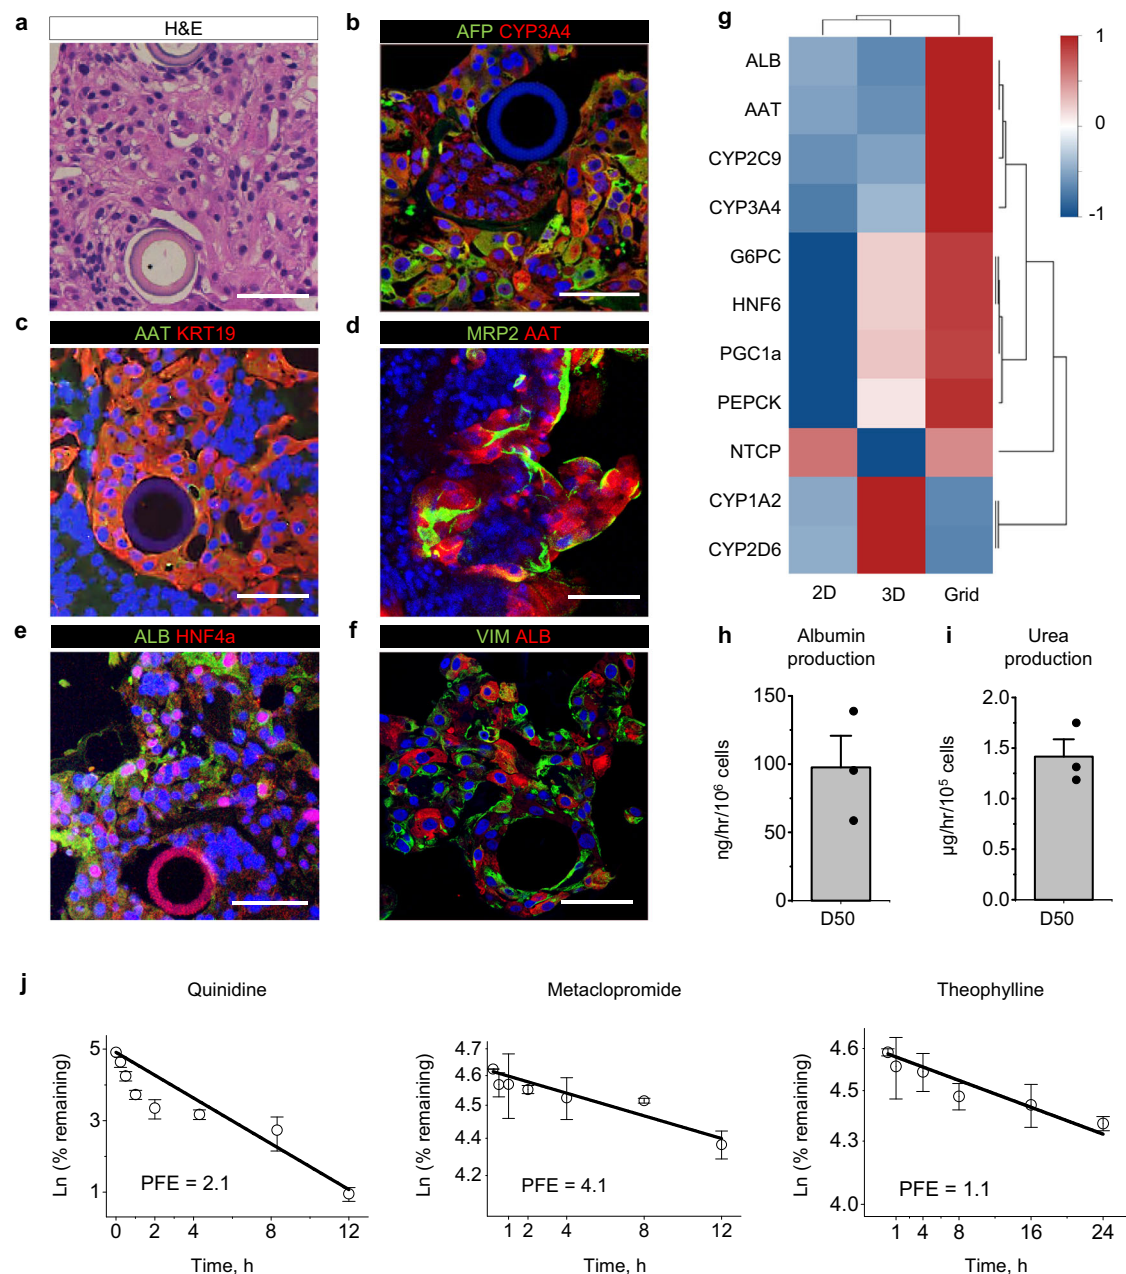 a
H&E
b
AFP CYP3A4
c
AAT KRT19
d
MRP2 AAT
e
ALB HNF4a
f
VIM ALB
g
ALB
AAT
CYP2C9
CYP3A4
G6PC
HNF6
PGC1a
PEPCK
NTCP
CYP1A2
CYP2D6
2D 3D Grid
1
0
-1
h
Albumin
production
150
100
50
0
ng/hr/10⁶ cells
D50
i
Urea
production
2.0
1.5
1.0
0.5
0.0
µg/hr/10⁵ cells
D50
j
Quinidine
Ln (% remaining)
5
3
1
PFE = 2.1
0 2 4 8 12
Time, h
Metaclopromide
Ln (% remaining)
4.7
4.6
4.5
4.4
4.2
PFE = 4.1
1 2 4 8 12
Time, h
Theophylline
Ln (% remaining)
4.6
4.5
4.3
4.0
PFE = 1.1
1 4 8 16 24
Time, h